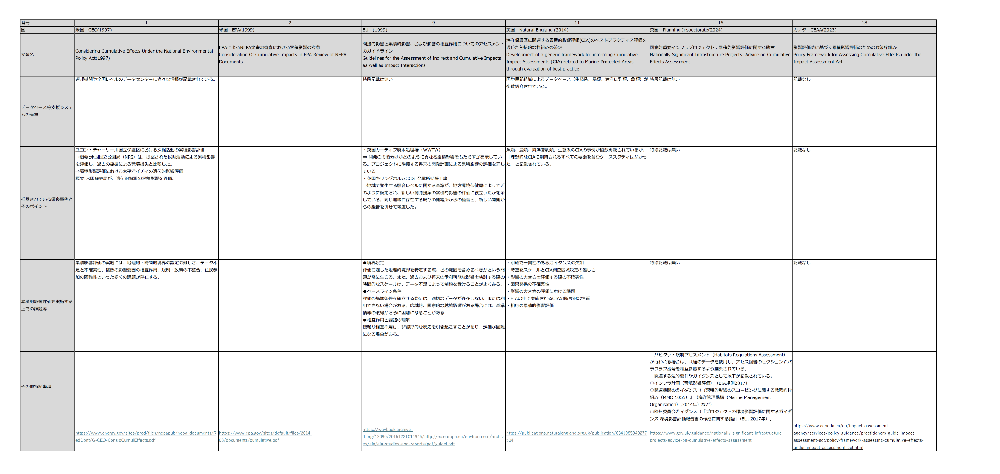 番号
1
2
9
11
15
18
国
米国　CEQ(1997)
米国　EPA(1999)
EU　(1999)
英国　Natural England (2014)
英国　Planning Inspectorate(2024)
カナダ　CEAA(2023)
文献名
Considering Cumulative Effects Under the National Environmental
Policy Act(1997)
EPAによるNEPA文書の審査における累積影響の考慮
Consideration Of Cumulative Impacts in EPA Review of NEPA
Documents
間接的影響と累積的影響、および影響の相互作用についてのアセスメント
のガイドライン
Guidelines for the Assessment of Indirect and Cumulative Impacts
as well as Impact Interactions
海洋保護区に関連する累積的影響評価(CIA)のベストプラクティス評価を
通じた包括的な枠組みの策定
Development of a generic framework for informing Cumulative
Impact Assessments (CIA) related to Marine Protected Areas
through evaluation of best practice
国家的重要インフラプロジェクト：累積的影響評価に関する助言
Nationally Significant Infrastructure Projects: Advice on Cumulative
Effects Assessment
影響評価法に基づく累積影響評価のための政策枠組み
Policy Framework for Assessing Cumulative Effects under the
Impact Assessment Act
データベース等支援システ
ムの有無
連邦機関や全国レベルのデータセンターに様々な情報が記載されている。
特段記載は無い
国や民間組織によるデータベース（生態系、鳥類、海洋ほ乳類、魚類）が
多数紹介されている。
特段記載は無い
記載なし
推奨されている優良事例と
そのポイント
ユコン・チャーリー川国立保護区における採掘活動の累積影響評価
→概要:米国国立公園局（NPS）は、提案された採掘活動による累積影響
を評価し、過去の採掘による環境損失と比較した。
→環境影響評価における太平洋イチイの遺伝的影響評価
概要:米国森林局が、遺伝的資源の累積影響を評価。
・英国カーディフ廃水処理場（WWTW）
⇒ 開発の段階分けがどのように異なる累積影響をもたらすかを示してい
る。プロジェクトに隣接する将来の開発計画による累積影響の評価を示し
ている。
・英国キリングホルムCCGT発電所拡張工事
⇒地域で発生する騒音レベルに関する基準が、地方環境保健局によってど
のように設定され、新しい開発提案の累積的影響の評価に役立ったかを示
している。同じ地域に存在する既存の発電所からの騒音と、新しい開発か
らの騒音を併せて考慮した。
魚類、鳥類、海洋ほ乳類、生態系のCIAの事例が複数掲載されているが、
「理想的なCIAに期待されるすべての要素を含むケーススタディはなかっ
た」と記載されている。
特段記載は無い
記載なし
累積的影響評価を実施する
上での課題等
累積影響評価の実施には、地理的・時間的境界の設定の難しさ、データ不
足と不確実性、複数の影響要因の相互作用、規制・政策の不整合、住民参
加の困難性といった多くの課題が存在する。
●境界設定
評価に適した地理的境界を特定する際、どの範囲を含めるべきかという問
題が常に生じる。また、過去および将来の予測可能な影響を検討する際の
時間的なスケールは、データ不足によって制約を受けることがよくある。
●ベースライン条件
評価の基準条件を確立する際には、適切なデータが存在しない、または利
用できない場合がある。広域的、国家的な越境影響がある場合には、基準
情報の取得がさらに困難になることがある
●相互作用と経路の理解
複雑な相互作用は、非線形的な反応を引き起こすことがあり、評価が困難
になる場合がある。
・明確で一貫性のあるガイダンスの欠如
・時空間スケールとCIA調査区域決定の難しさ
・影響の大きさを評価する際の不確実性
・因果関係の不確実性
・影響の大きさの評価における課題
・EIAの中で実施されるCIAの断片的な性質
・相応の累積的影響評価
特段記載は無い
記載なし
その他特記事項
・ハビタット規制アセスメント（Habitats Regulations Assessment）
が行われる場合は、共通のデータを使用し、アセス図書のセクションやパ
ラグラフ番号を相互参照するよう推奨されている。
・関連する法的要件やガイダンスとして以下が記載されている。
○インフラ計画（環境影響評価）（EIA規則2017）
○関連機関のガイダンス（『累積的影響のスコーピングに関する戦略的枠
組み（MMO 1055）』（海洋管理機構（Marine Management
Organisation）,2014年）など）
○欧州委員会ガイダンス（「プロジェクトの環境影響評価に関するガイダ
ンス 環境影響評価報告書の作成に関する指針（EU, 2017年）」
https://www.energy.gov/sites/prod/files/nepapub/nepa_documents/R
edDont/G-CEQ-ConsidCumulEffects.pdf
https://www.epa.gov/sites/default/files/2014-
08/documents/cumulative.pdf
https://wayback.archive-
it.org/12090/20151221014945/http://ec.europa.eu/environment/archiv
es/eia/eia-studies-and-reports/pdf/guidel.pdf
https://publications.naturalengland.org.uk/publication/6341085840277
504
https://www.gov.uk/guidance/nationally-significant-infrastructure-
projects-advice-on-cumulative-effects-assessment
https://www.canada.ca/en/impact-assessment-
agency/services/policy-guidance/practitioners-guide-impact-
assessment-act/policy-framework-assessing-cumulative-effects-
under-impact-assessment-act.html